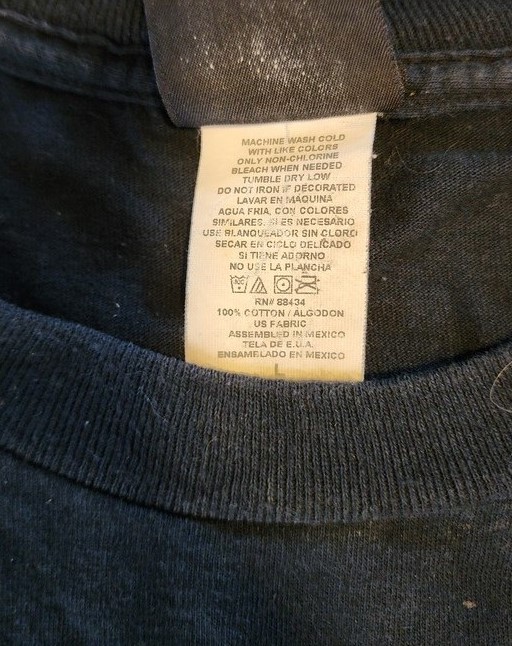 MACHINE WASH COLD
WITH LIKE COLORS
ONLY NON-CHLORINE
BLEACH WHEN NEEDED
TUMBLE DRY LOW
DO NOT IRON IF DECORATED
LAVAR EN MAQUINA
AGUA FRIA, CON COLORES
SIMILARES. SI ES NECESARIO
USE BLANQUEADOR SIN CLORO
SECAR EN CICLO DELICADO
SI TIENE ADORNO
NO USE LA PLANCHA
RN# 88434
100% COTTON / ALGODON
US FABRIC
ASSEMBLED IN MEXICO
TELA DE E.U.A.
ENSAMBLADO EN MEXICO
L